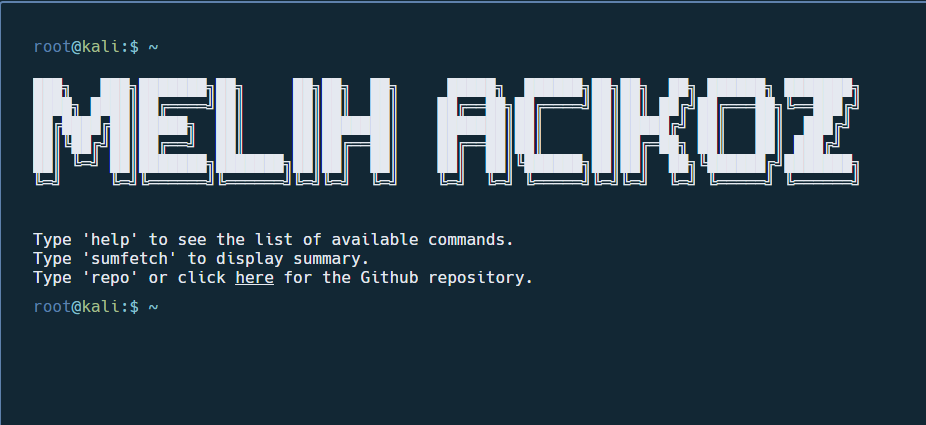 root@kali:$ ~
MELIH ACIKOZ
Type 'help' to see the list of available commands.
Type 'sumfetch' to display summary.
Type 'repo' or click here for the Github repository.
root@kali:$ ~